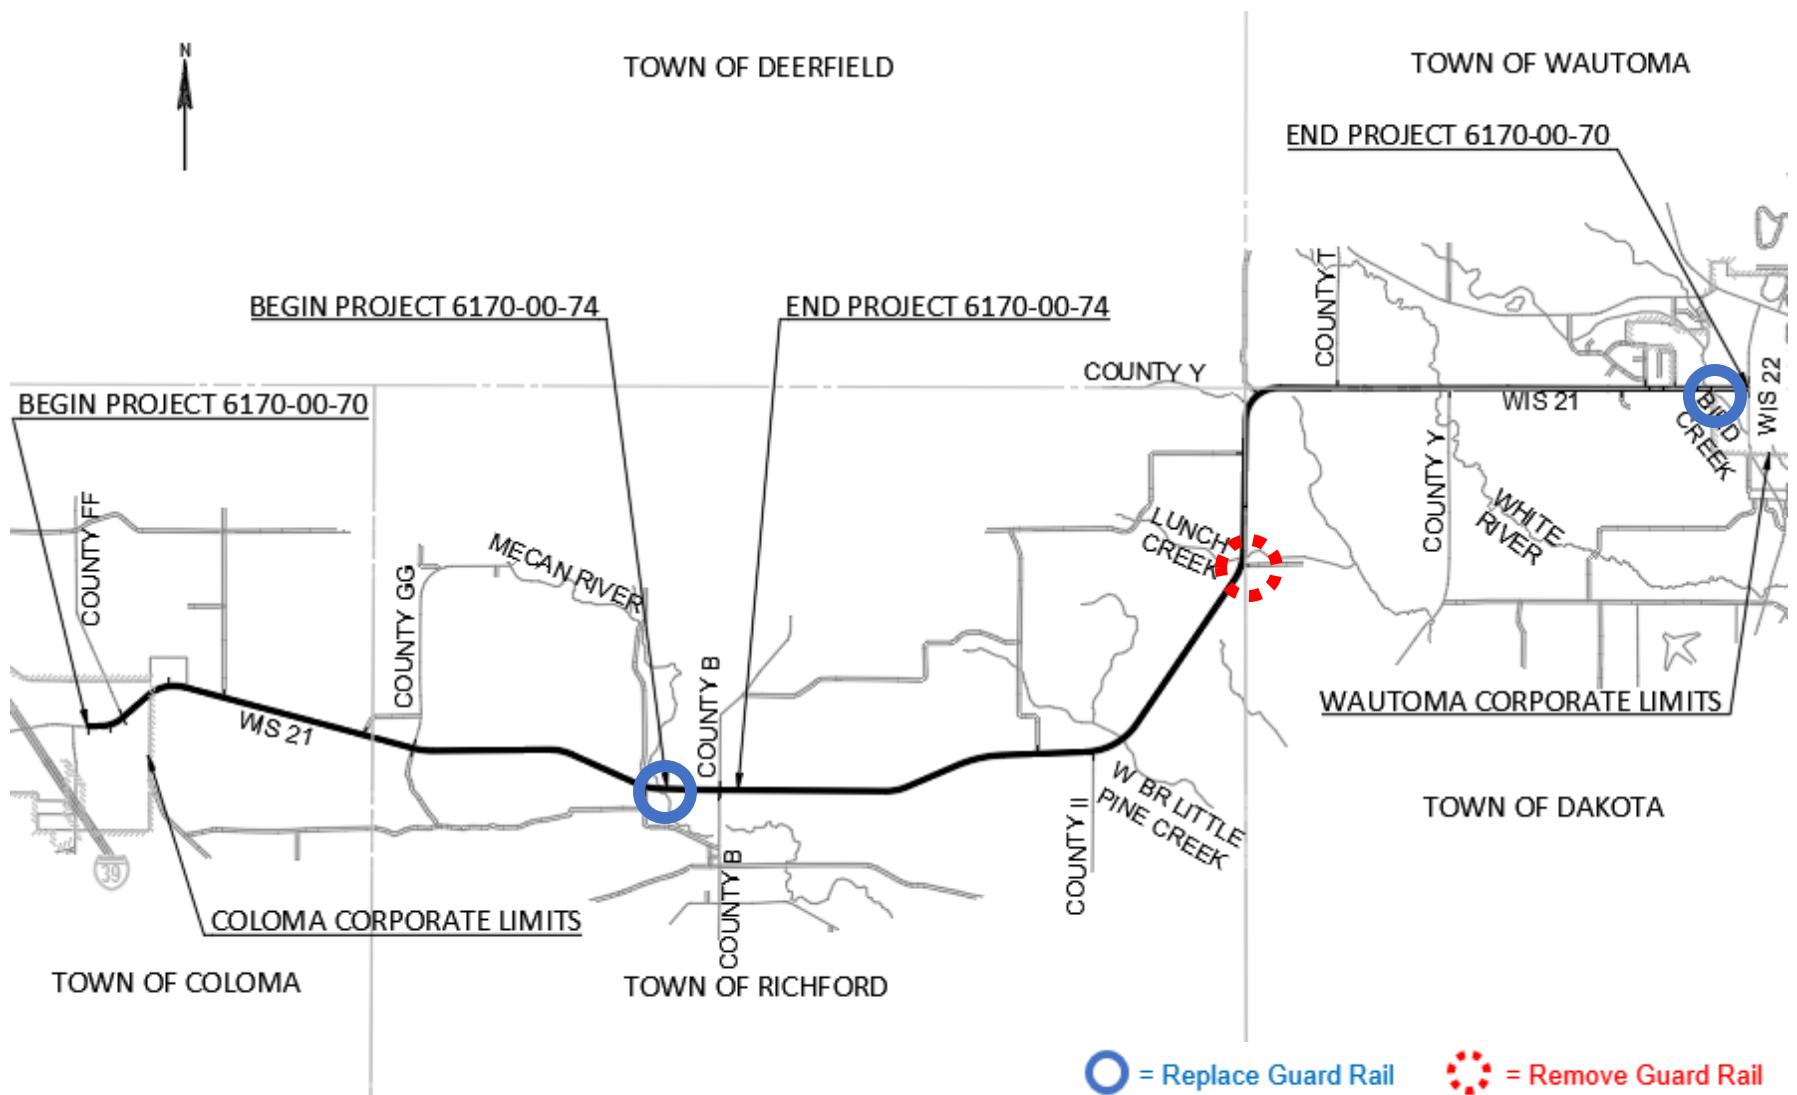 N
TOWN OF DEERFIELD
TOWN OF WAUTOMA
END PROJECT 6170-00-70
BEGIN PROJECT 6170-00-74
END PROJECT 6170-00-74
COUNTY T
COUNTY Y
WIS 22
BEGIN PROJECT 6170-00-70
WIS 21
BIRD
CREEK
COUNTY Y
COUNTY FF
MECAN RIVER
LUNCH
CREEK
WHITE
RIVER
COUNTY GG
COUNTY B
WIS 21
WAUTOMA CORPORATE LIMITS
W BR LITTLE
PINE CREEK
COUNTY II
TOWN OF DAKOTA
39
COUNTY B
COLOMA CORPORATE LIMITS
TOWN OF COLOMA
TOWN OF RICHFORD
= Replace Guard Rail
= Remove Guard Rail